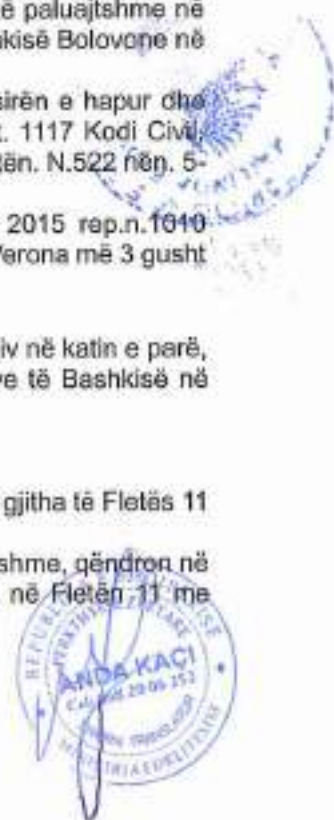 ë paluajtshme në
kisë Bolovone në
sirën e hapur dhe
t. 1117 Kodi Civil,
N.522 nën. 5-
2015 rep.n.1010
Verona më 3 gusht
iv në katin e parë,
ve të Bashkisë në
gjitha të Fletës 11
shme, qëndron në
në Fletën 11 me
ANDA KAÇI